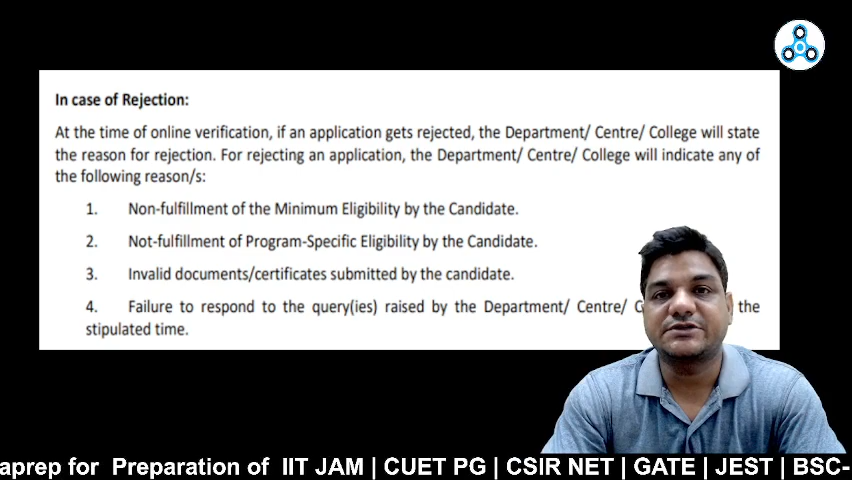 In case of Rejection:
At the time of online verification, if an application gets rejected, the Department/ Centre/ College will state
the reason for rejection. For rejecting an application, the Department/ Centre/ College will indicate any of
the following reason/s:
1. Non-fulfillment of the Minimum Eligibility by the Candidate.
2. Not-fulfillment of Program-Specific Eligibility by the Candidate.
3. Invalid documents/certificates submitted by the candidate.
4. Failure to respond to the query(ies) raised by the Department/ Centre/ the
stipulated time.
aprep for Preparation of IIT JAM | CUET PG | CSIR NET | GATE | JEST | BSC-